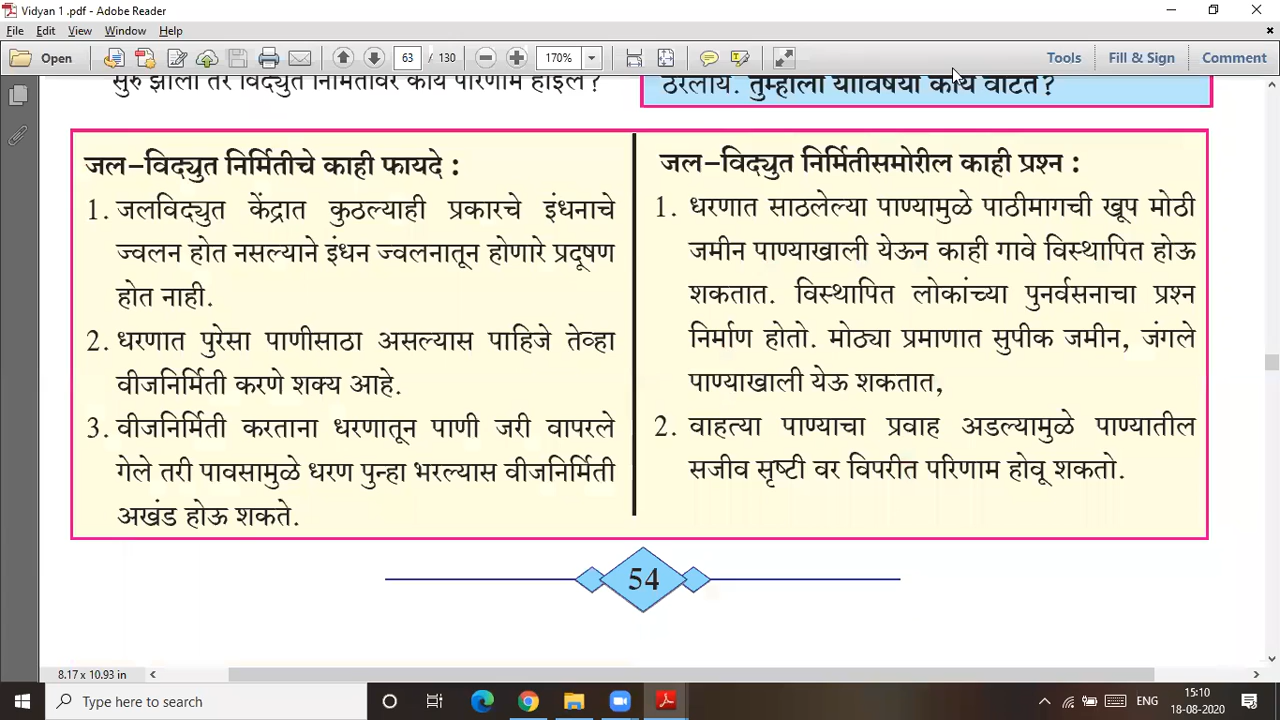 Vidyan 1 .pdf - Adobe Reader
File Edit View Window Help
Open 63 / 130 170% Tools Fill & Sign Comment
सुरु झाली तर विद्युत निर्मितीवर काय परिणाम होईल?
ठरलीय. तुम्हाला याविषयी काय वाटते?
जल-विद्युत निर्मितीचे काही फायदे :
1. जलविद्युत केंद्रात कुठल्याही प्रकारचे इंधनाचे
ज्वलन होत नसल्याने इंधन ज्वलनातून होणारे प्रदूषण
होत नाही.
2. धरणात पुरेसा पाणीसाठा असल्यास पाहिजे तेव्हा
वीजनिर्मिती करणे शक्य आहे.
3. वीजनिर्मिती करताना धरणातून पाणी जरी वापरले
गेले तरी पावसामुळे धरण पुन्हा भरल्यास वीजनिर्मिती
अखंड होऊ शकते.
जल-विद्युत निर्मितीसमोरील काही प्रश्न :
1. धरणात साठलेल्या पाण्यामुळे पाठीमागची खूप मोठी
जमीन पाण्याखाली येऊन काही गावे विस्थापित होऊ
शकतात. विस्थापित लोकांच्या पुनर्वसनाचा प्रश्न
निर्माण होतो. मोठ्या प्रमाणात सुपीक जमीन, जंगले
पाण्याखाली येऊ शकतात,
2. वाहत्या पाण्याचा प्रवाह अडल्यामुळे पाण्यातील
सजीव सृष्टी वर विपरीत परिणाम होवू शकतो.
54
8.17 x 10.93 in
Type here to search
ENG
15:10
18-08-2020